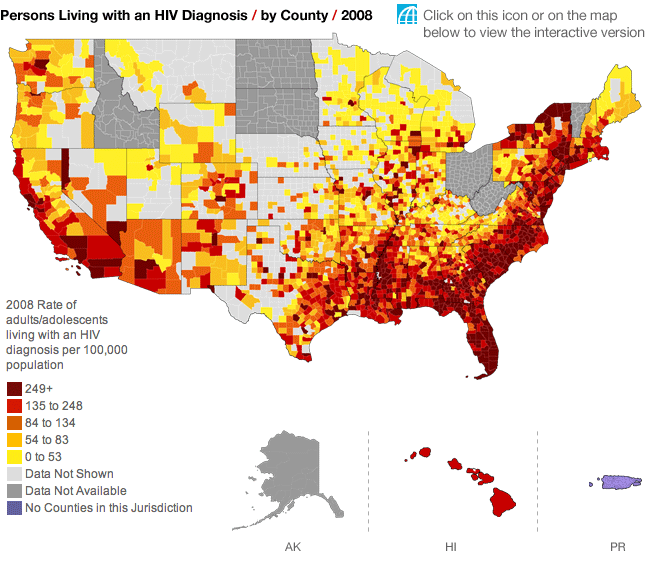 Persons Living with an HIV Diagnosis / by County / 2008
Click on this icon or on the map
below to view the interactive version
2008 Rate of
adults/adolescents
living with an HIV
diagnosis per 100,000
population
249+
135 to 248
84 to 134
54 to 83
0 to 53
Data Not Shown
Data Not Available
No Counties in this Jurisdiction
AK
HI
PR